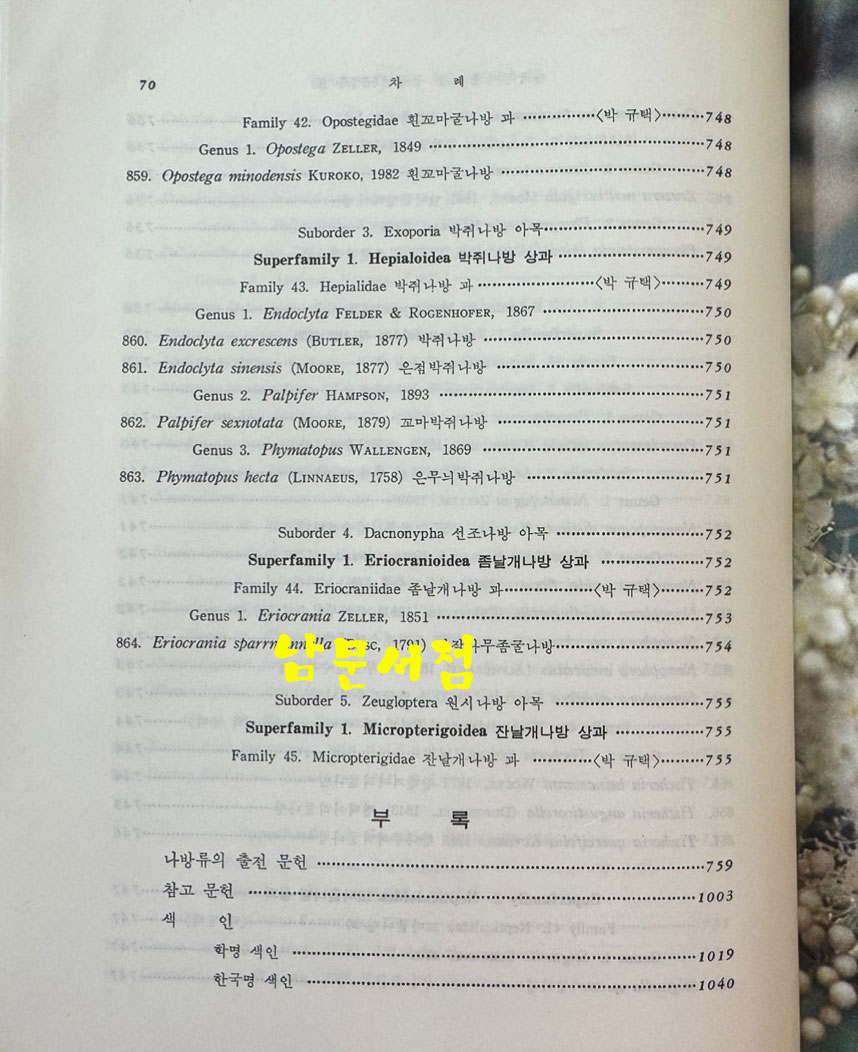 70 차 례
Family 42. Opostegidae 흰꼬마굴나방 과 ……………〈박 규택〉………748
Genus 1. Opostega ZELLER, 1849 ……………………………………748
859. Opostega minodensis KUROKO, 1982 흰꼬마굴나방 ……………………………748
Suborder 3. Exoporia 박쥐나방 아목……………………………749
Superfamily 1. Hepialoidea 박쥐나방 상과 ……………………………749
Family 43. Hepialidae 박쥐나방 과 ……………………〈박 규택〉………749
Genus 1. Endoclyta FELDER & ROGENHOFER, 1867 ……………………………750
860. Endoclyta excrescens (BUTLER, 1877) 박쥐나방 ……………………………750
861. Endoclyta sinensis (MOORE, 1877) 은점박쥐나방 ……………………………750
Genus 2. Palpifer HAMPSON, 1893 ……………………………………751
862. Palpifer sexnotata (MOORE, 1879) 꼬마박쥐나방 ……………………………751
Genus 3. Phymatopus WALLENGEN, 1869 ……………………………………751
863. Phymatopus hecta (LINNAEUS, 1758) 은무늬박쥐나방 ……………………………751
Suborder 4. Dacnonypha 선조나방 아목 ……………………………752
Superfamily 1. Eriocranioidea 좀날개나방 상과 …………………752
Family 44. Eriocraniidae 좀날개나방 과…………………〈박 규택〉………752
Genus 1. Eriocrania ZELLER, 1851 ……………………………………753
864. Eriocrania (, 1791) ……………………………754
남문서점
Suborder 5. Zeugloptera 원시나방 아목 ……………………………755
Superfamily 1. Micropterigoidea 잔날개나방 상과 …………………755
Family 45. Micropterigidae 잔날개나방 과 …………〈박 규택〉………755
부 록
나방류의 출전 문헌 ……………………………………………759
참고 문헌 ……………………………………………1003
색 인
학명 색인 ……………………………………………1019
한국명 색인 ……………………………………………1040